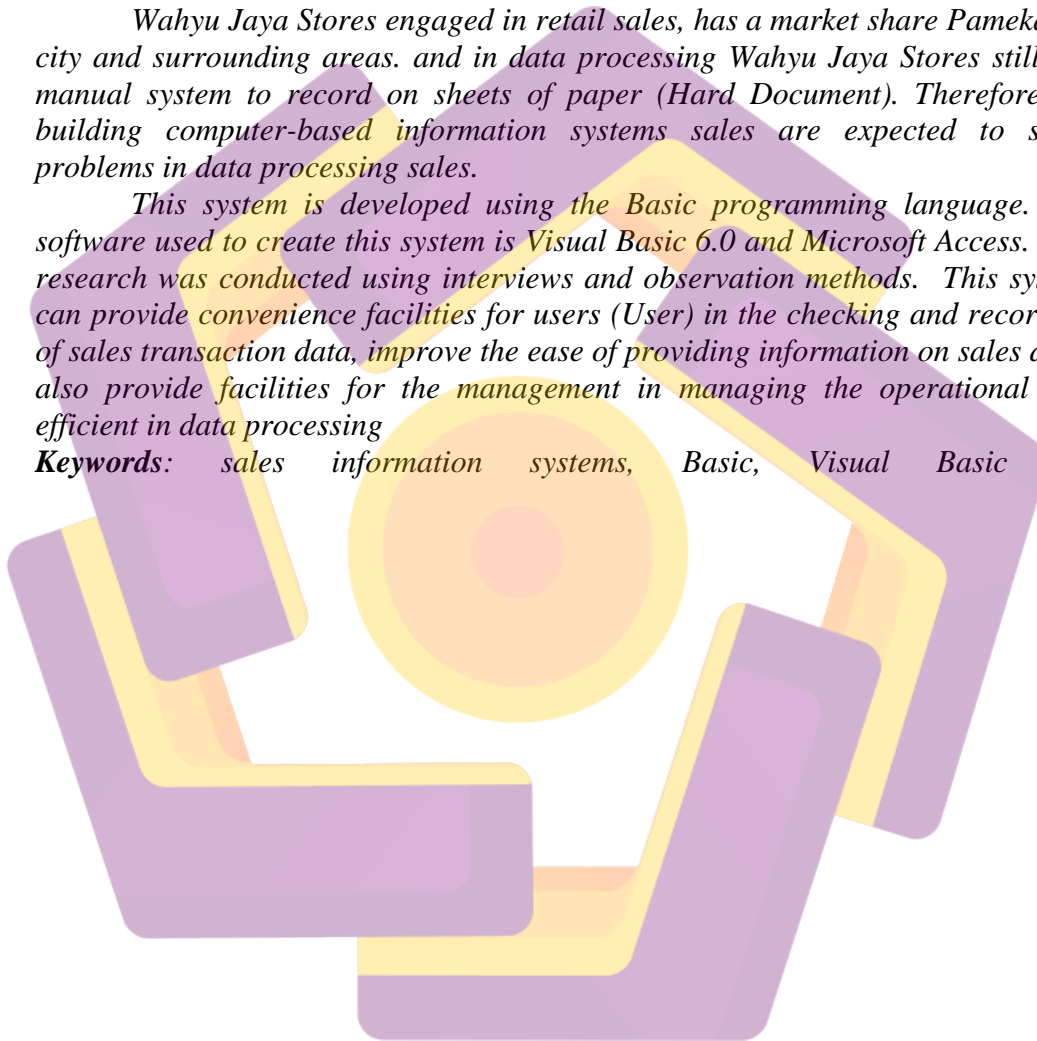 Wahyu Jaya Stores engaged in retail sales, has a market share Pameka
city and surrounding areas. and in data processing Wahyu Jaya Stores still
manual system to record on sheets of paper (Hard Document). Therefore
building computer-based information systems sales are expected to s
problems in data processing sales.
This system is developed using the Basic programming language.
software used to create this system is Visual Basic 6.0 and Microsoft Access.
research was conducted using interviews and observation methods. This sy
can provide convenience facilities for users (User) in the checking and recor
of sales transaction data, improve the ease of providing information on sales
also provide facilities for the management in managing the operational
efficient in data processing
Keywords: sales information systems, Basic, Visual Basic